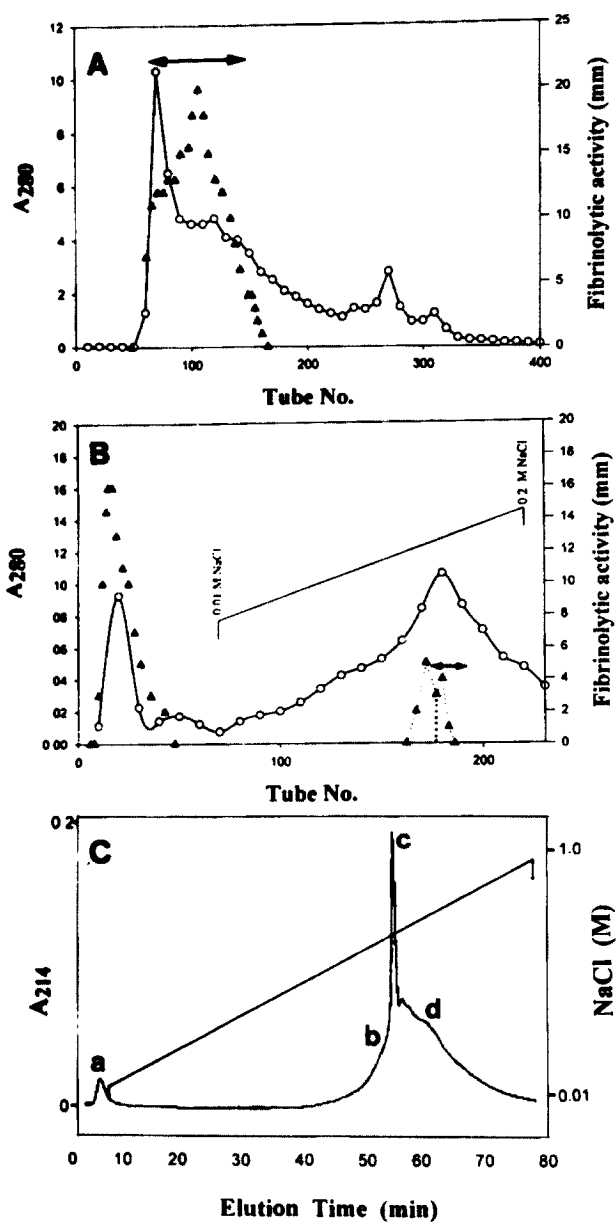 A
12
10
8
6
4
2
0
A280
25
20
15
10
5
0
Fibrinolytic activity (mm)
0 100 200 300 400
Tube No.
B
20
18
16
14
12
10
08
06
04
02
0 00
A280
0.01 M NaCl
0.2 M NaCl
20
18
16
14
12
10
8
6
4
2
0
Fibrinolytic activity (mm)
0 100 200
Tube No.
C
0 2
0
A214
a
b
c
d
1.0
0.01
NaCl (M)
0 10 20 30 40 50 60 70 80
Elution Time (min)